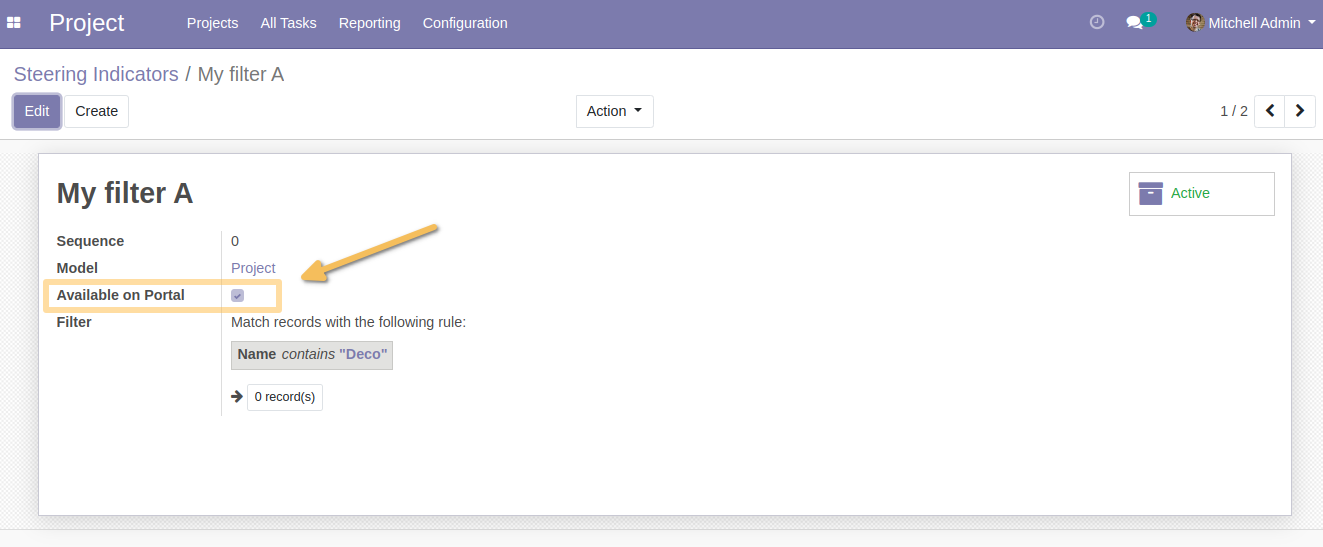 Project Projects All Tasks Reporting Configuration 1 Mitchell Admin
Steering Indicators / My filter A
Edit Create Action 1 / 2
My filter A
Active
Sequence 0
Model Project
Available on Portal
Filter Match records with the following rule:
Name contains "Deco"
0 record(s)